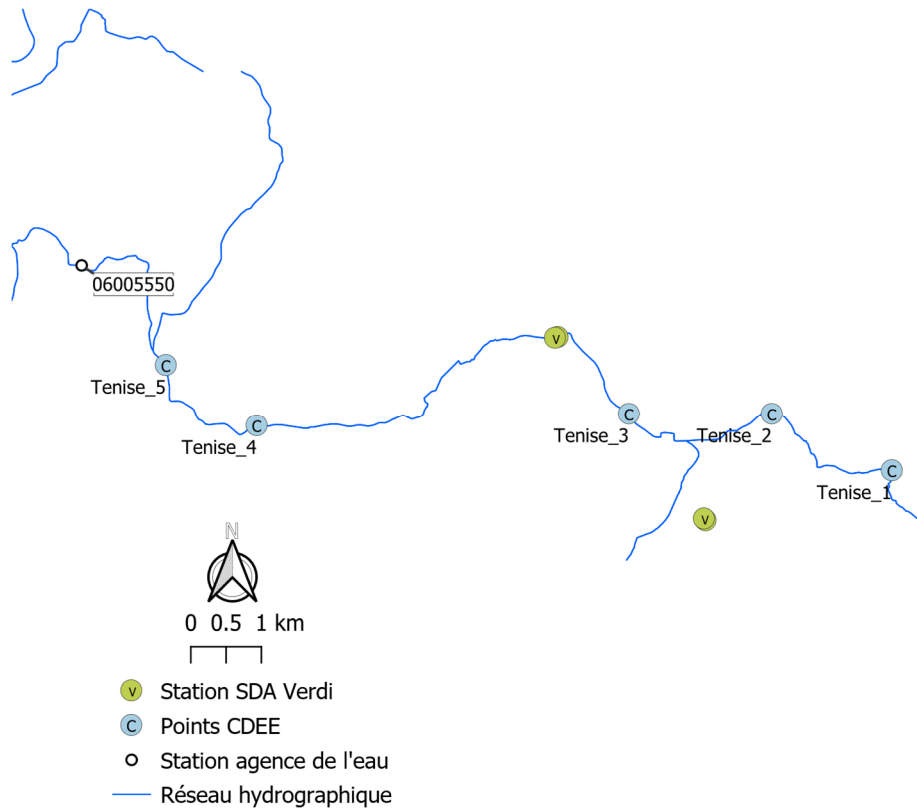 06005550
v
C
Tenise_5
C
Tenise_4
C
Tenise_3
C
Tenise_2
C
Tenise_1
v
N
0 0.5 1 km
v Station SDA Verdi
C Points CDEE
Station agence de l'eau
Réseau hydrographique